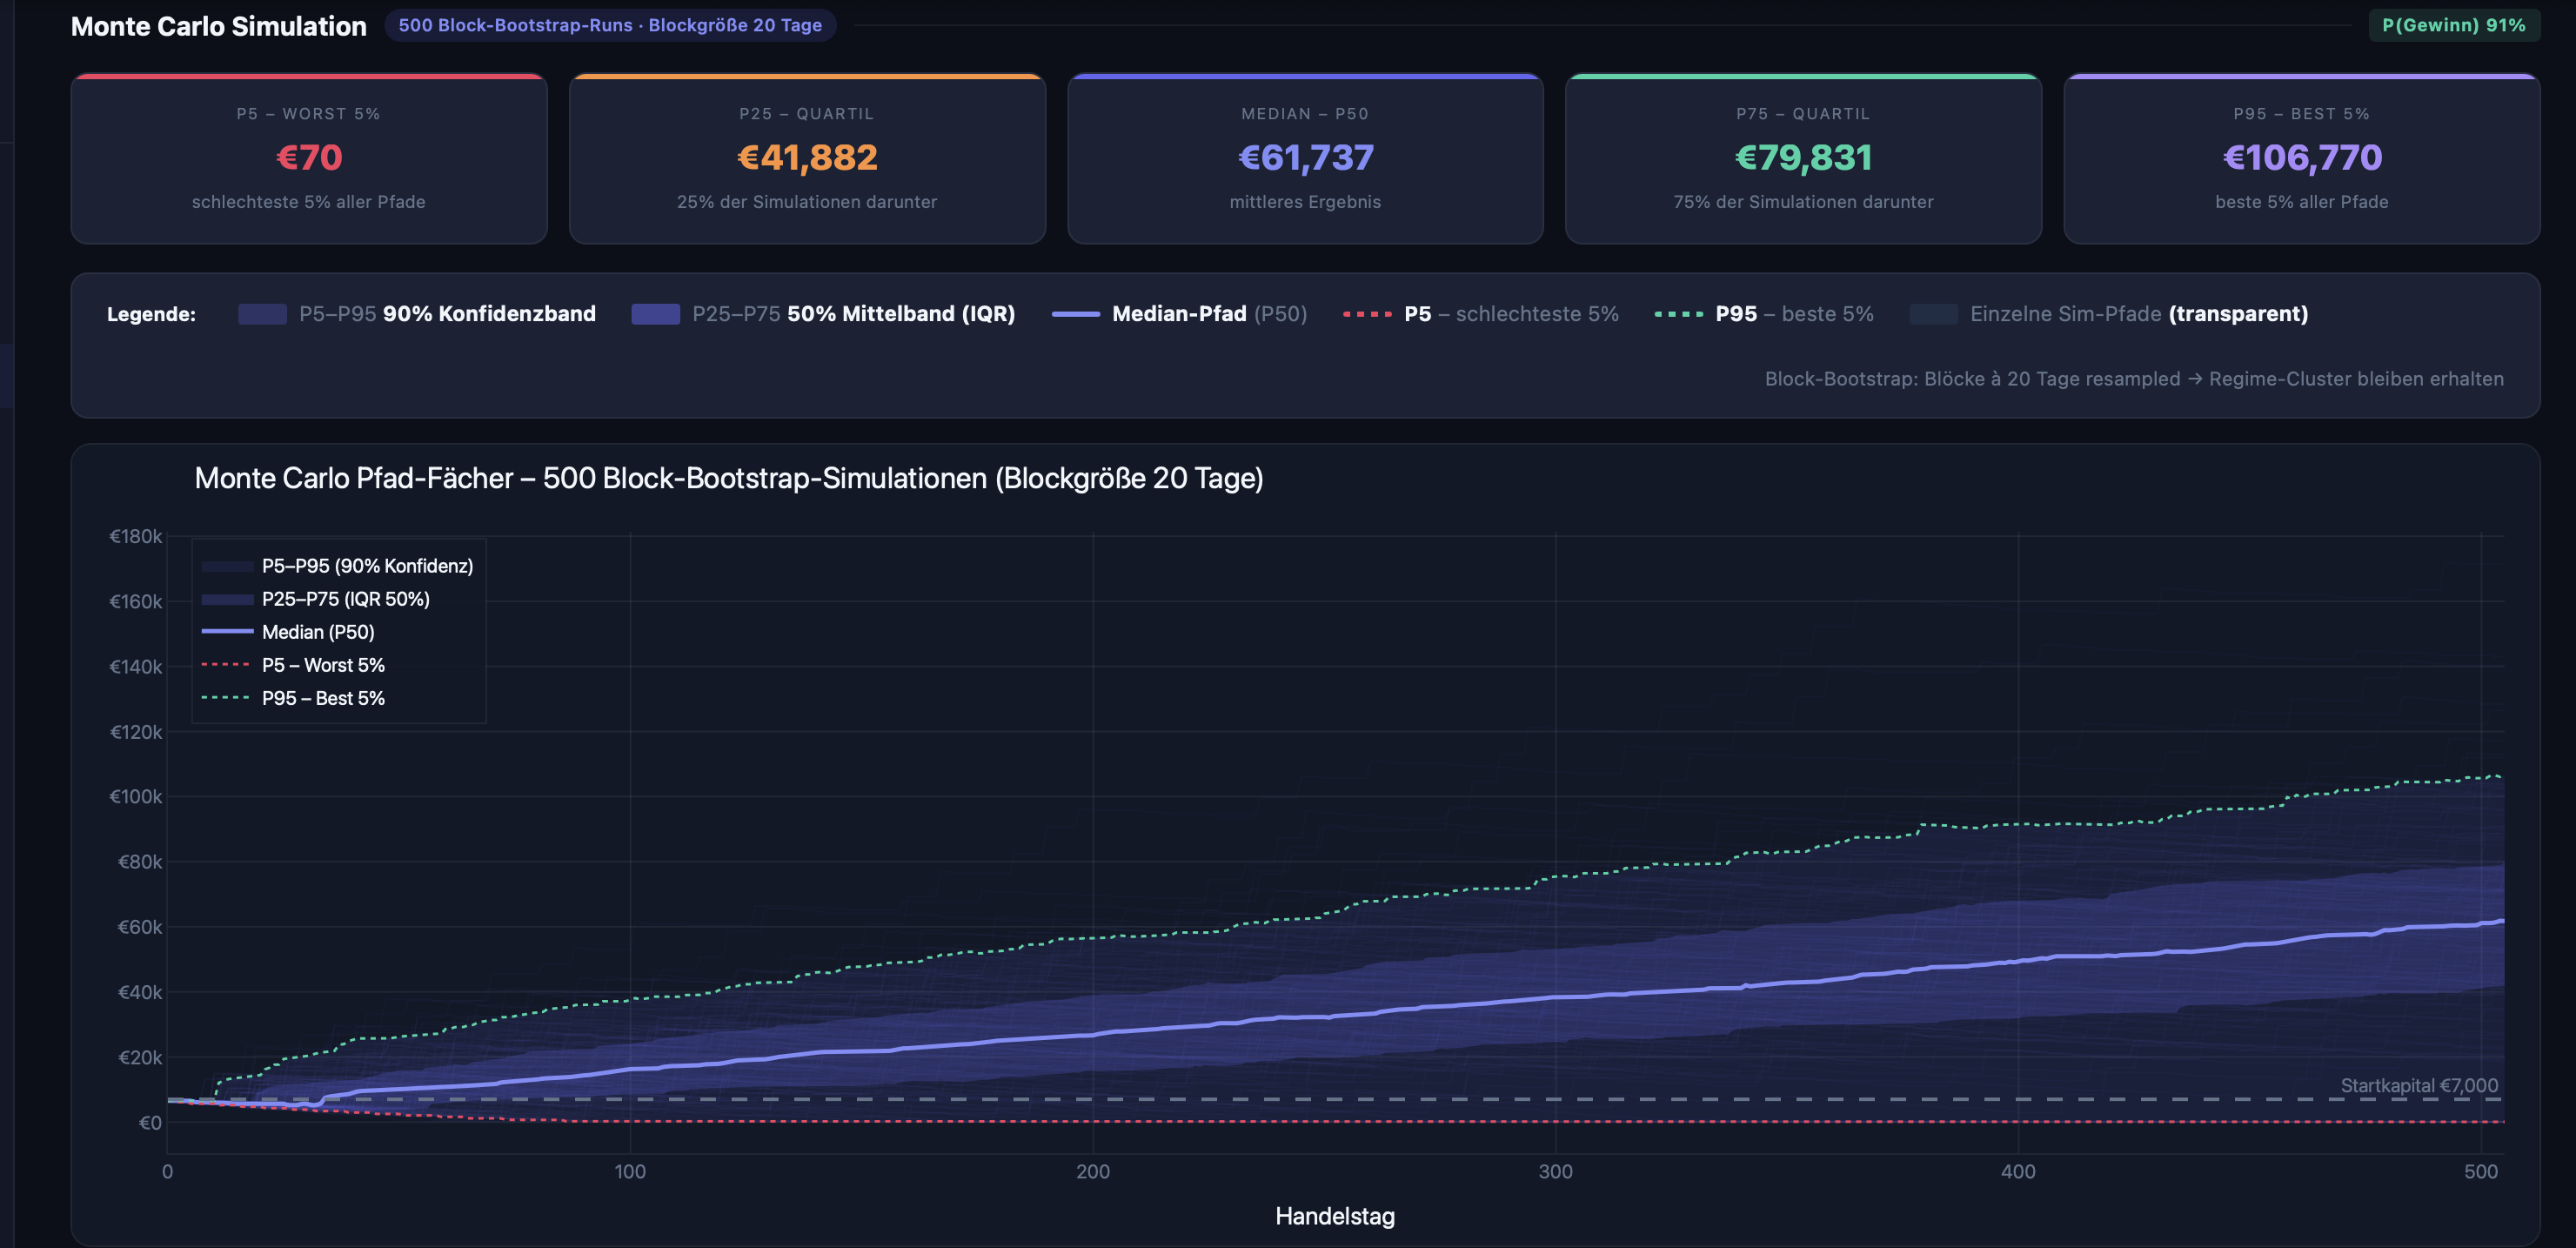 Monte Carlo Simulation
500 Block-Bootstrap-Runs · Blockgröße 20 Tage
P(Gewinn) 91%
P5 – WORST 5%
€70
schlechteste 5% aller Pfade
P25 – QUARTIL
€41,882
25% der Simulationen darunter
MEDIAN – P50
€61,737
mittleres Ergebnis
P75 – QUARTIL
€79,831
75% der Simulationen darunter
P95 – BEST 5%
€106,770
beste 5% aller Pfade
Legende:
P5–P95 90% Konfidenzband
P25–P75 50% Mittelband (IQR)
Median-Pfad (P50)
P5 – schlechteste 5%
P95 – beste 5%
Einzelne Sim-Pfade (transparent)
Block-Bootstrap: Blöcke à 20 Tage resampled → Regime-Cluster bleiben erhalten
Monte Carlo Pfad-Fächer – 500 Block-Bootstrap-Simulationen (Blockgröße 20 Tage)
€180k
€160k
€140k
€120k
€100k
€80k
€60k
€40k
€20k
€0
P5–P95 (90% Konfidenz)
P25–P75 (IQR 50%)
Median (P50)
P5 – Worst 5%
P95 – Best 5%
Startkapital €7,000
0
100
200
300
400
500
Handelstag